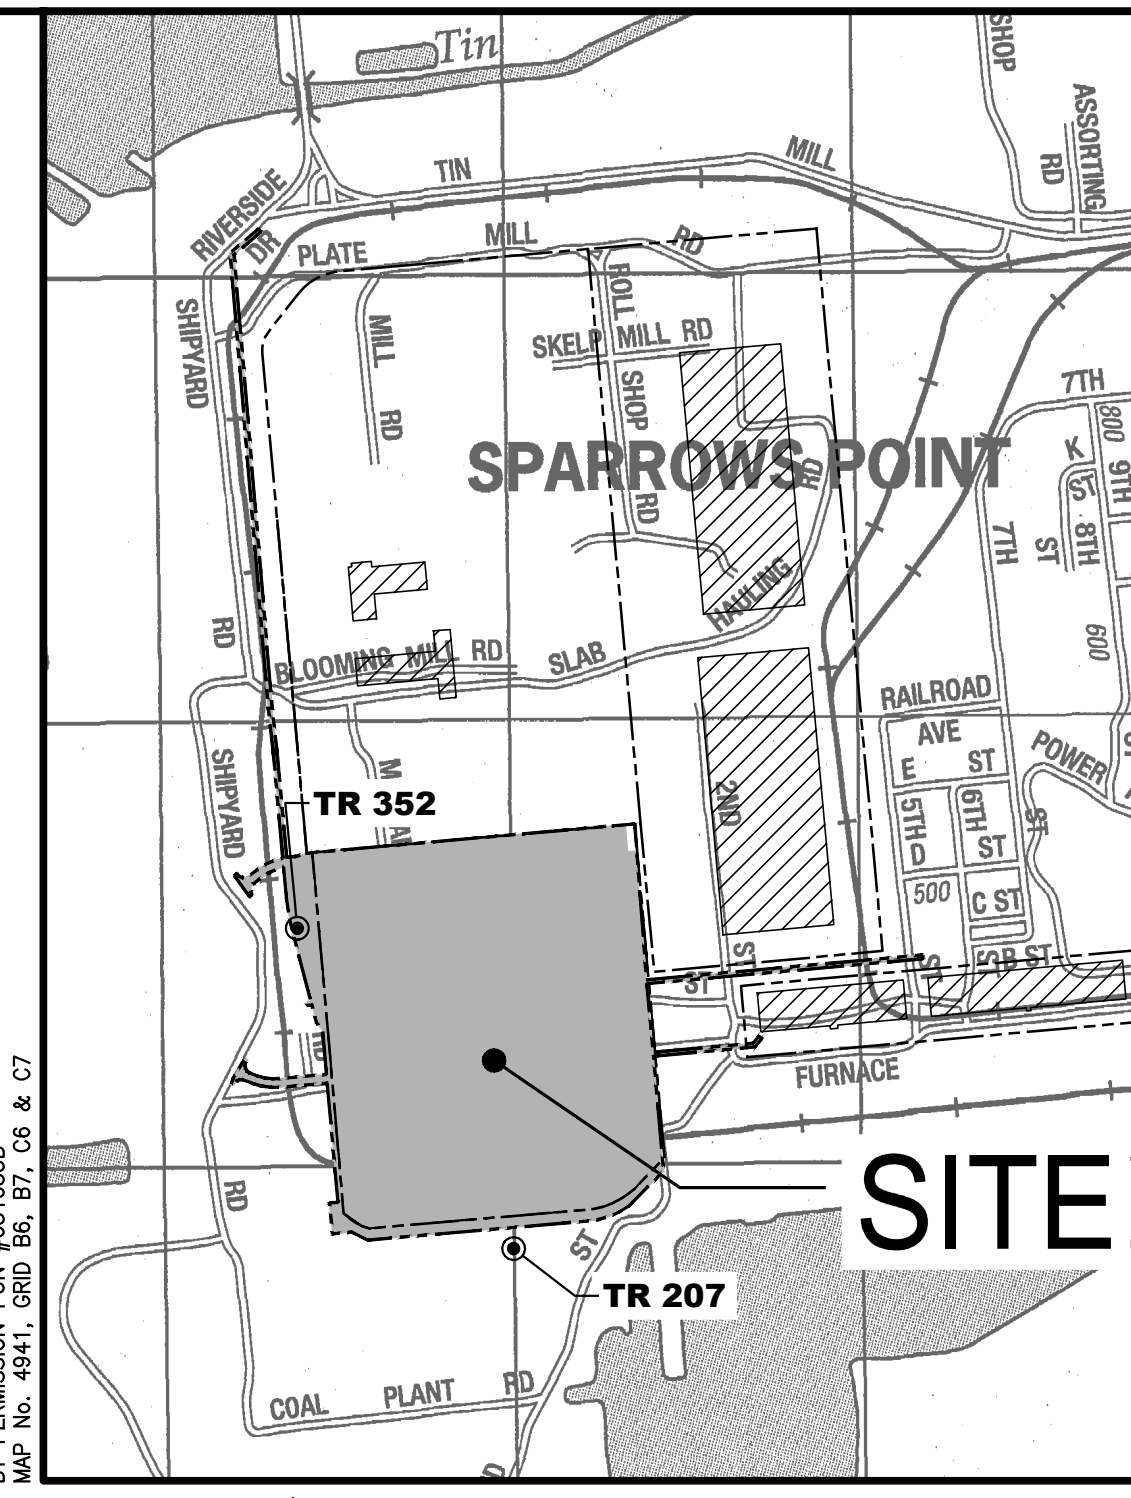 Tin
SHOP
ASSORTING
RD
TIN
MILL
RIVERSIDE
DR
PLATE
MILL
RD
ROLL
SHOP
RD
SHIPYARD
RD
MILL
RD
SKELP MILL RD
7TH
800
9TH
K
ST
8TH
ST
7TH
600
SPARROWS POINT
RD
HAULING
BLOOMING MILL RD
SLAB
RAILROAD
AVE
E ST
POWER
ST
SHIPYARD
RD
2ND
ST
5TH
ST
6TH
ST
D ST
500
C ST
B ST
TR 352
ST
RD
FURNACE
ST
SITE
TR 207
COAL PLANT RD
MAP No. 4941, GRID B6, B7, C6 & C7